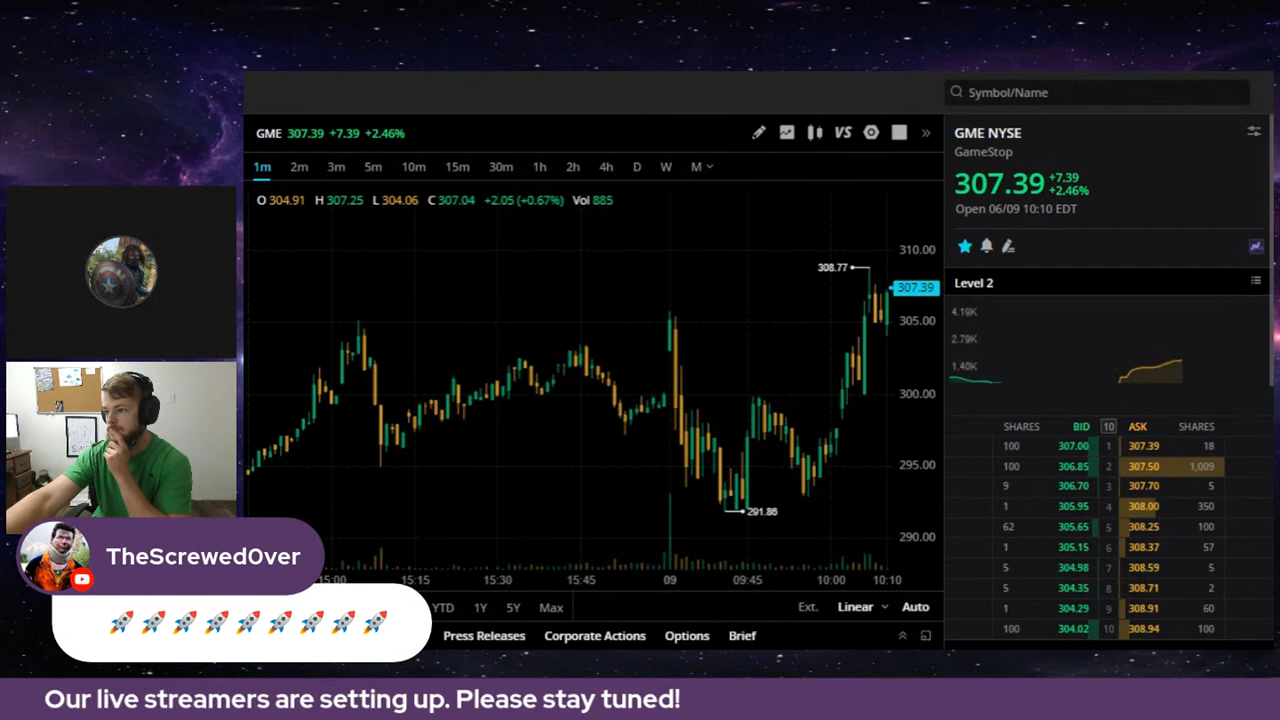 Symbol/Name
GME 307.39 +7.39 +2.46%
VS
1m 2m 3m 5m 10m 15m 30m 1h 2h 4h D W M
O 304.91 H 307.25 L 304.06 C 307.04 +2.05 (+0.67%) Vol 885
310.00
308.77
307.39
305.00
300.00
295.00
291.86
290.00
15:00 15:15 15:30 15:45 09 09:45 10:00 10:10
YTD 1Y 5Y Max Ext. Linear Auto
Press Releases Corporate Actions Options Brief
GME NYSE
GameStop
307.39 +7.39
+2.46%
Open 06/09 10:10 EDT
Level 2
4.19K
2.79K
1.40K
SHARES BID 10 ASK SHARES
100 307.00 1 307.39 18
100 306.85 2 307.50 1,009
9 306.70 3 307.70 5
1 305.95 4 308.00 350
62 305.65 5 308.25 100
1 305.15 6 308.37 57
5 304.98 7 308.59 5
5 304.35 8 308.71 2
1 304.29 9 308.91 60
100 304.02 10 308.94 100
TheScrewedOver
🚀🚀🚀🚀🚀🚀🚀🚀🚀
Our live streamers are setting up. Please stay tuned!